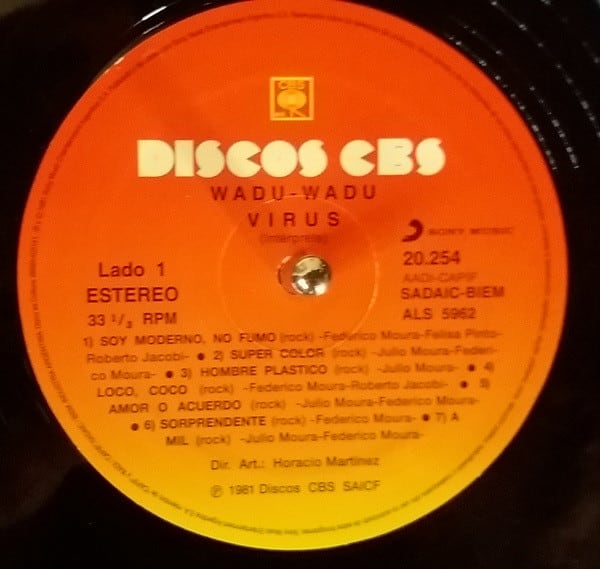 CBS
DISCOS CBS
WADU-WADU
VIRUS
(Intérprete)
SONY MUSIC
Lado 1
20.254
AADI-CAPIF
ESTEREO
SADAIC-BIEM
33 1/3 RPM
ALS 5962
1) SOY MODERNO, NO FUMO (rock) -Federico Moura-Felisa Pinto-
Roberto Jacobi- ● 2) SUPER COLOR (rock) -Julio Moura-Federi-
co Moura- ● 3) HOMBRE PLASTICO (rock) -Julio Moura- ● 4)
LOCO, COCO (rock) -Federico Moura-Roberto Jacobi- ● 5)
AMOR O ACUERDO (rock) -Julio Moura-Federico Moura-
● 6) SORPRENDENTE (rock) -Federico Moura- ● 7) A
MIL (rock) -Julio Moura-Federico Moura-
Dir. Art.: Horacio Martínez
℗ 1981 Discos CBS SAICF